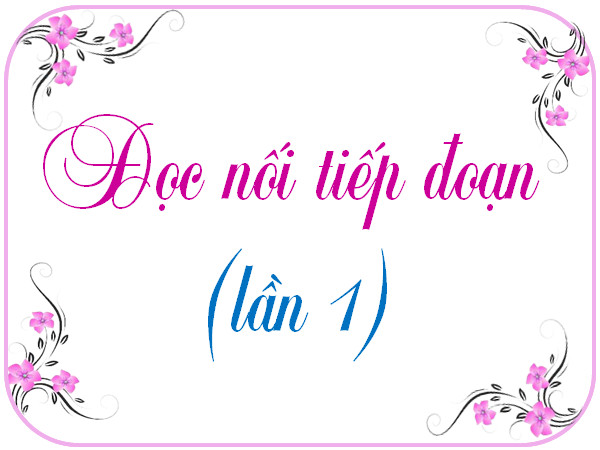 Đọc nối tiếp đoạn
(lần 1)